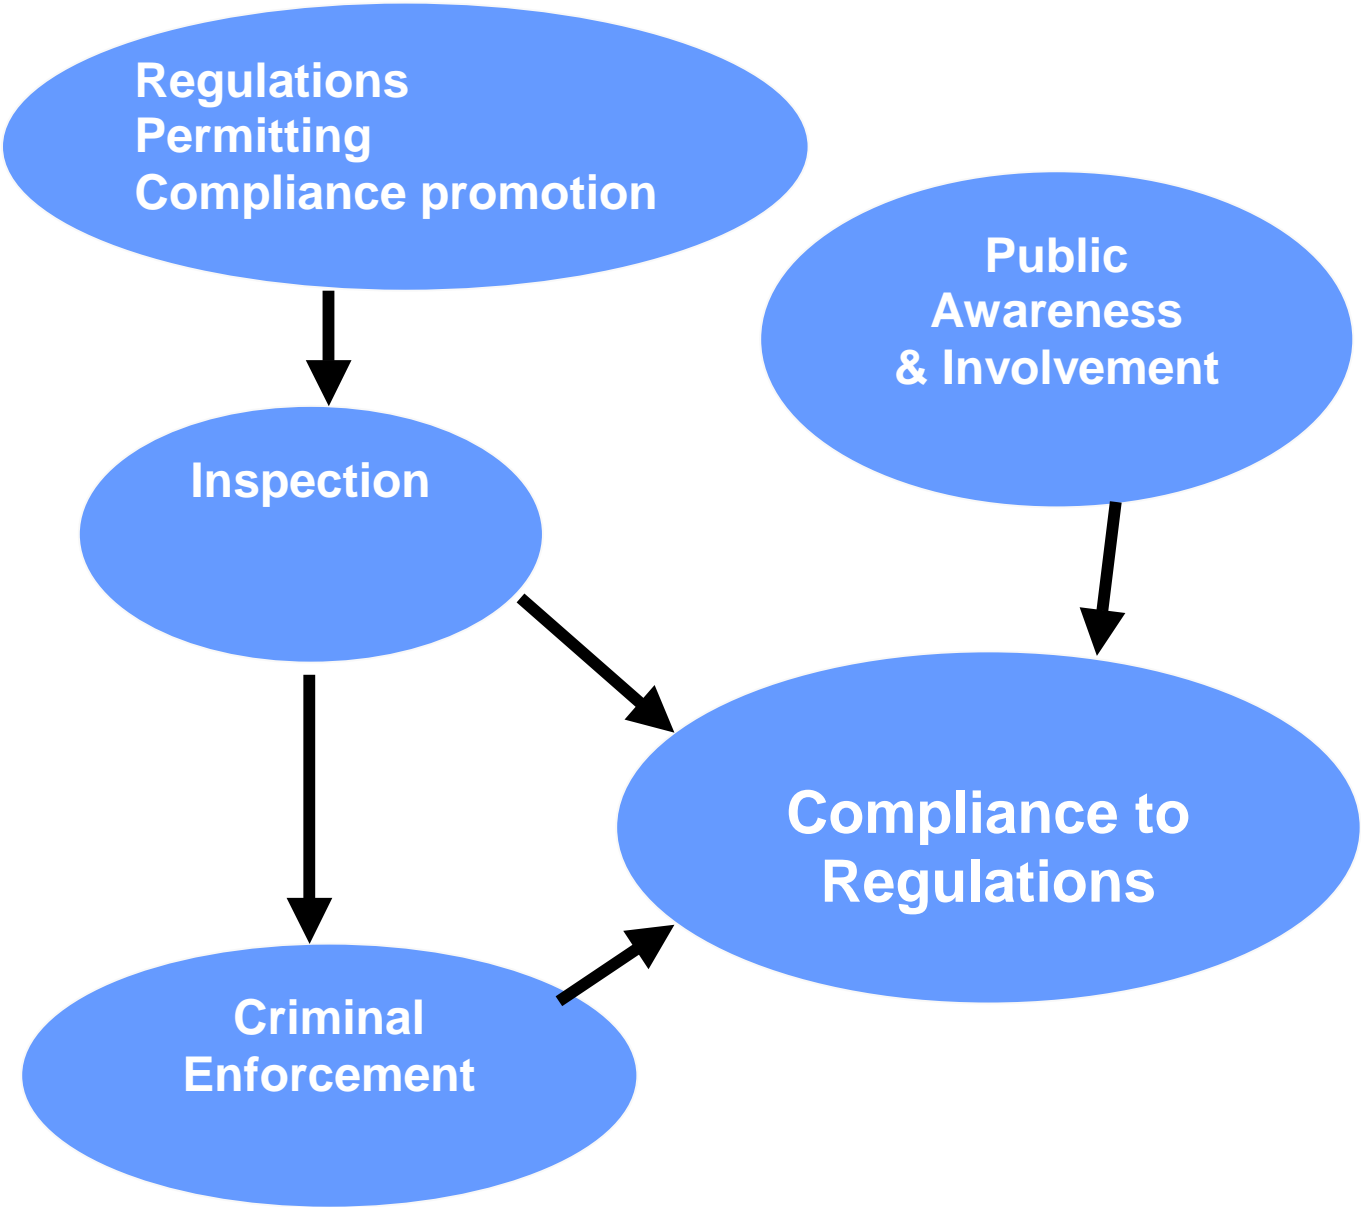 Regulations
Permitting
Compliance promotion
Public
Awareness
& Involvement
Inspection
Compliance to
Regulations
Criminal
Enforcement